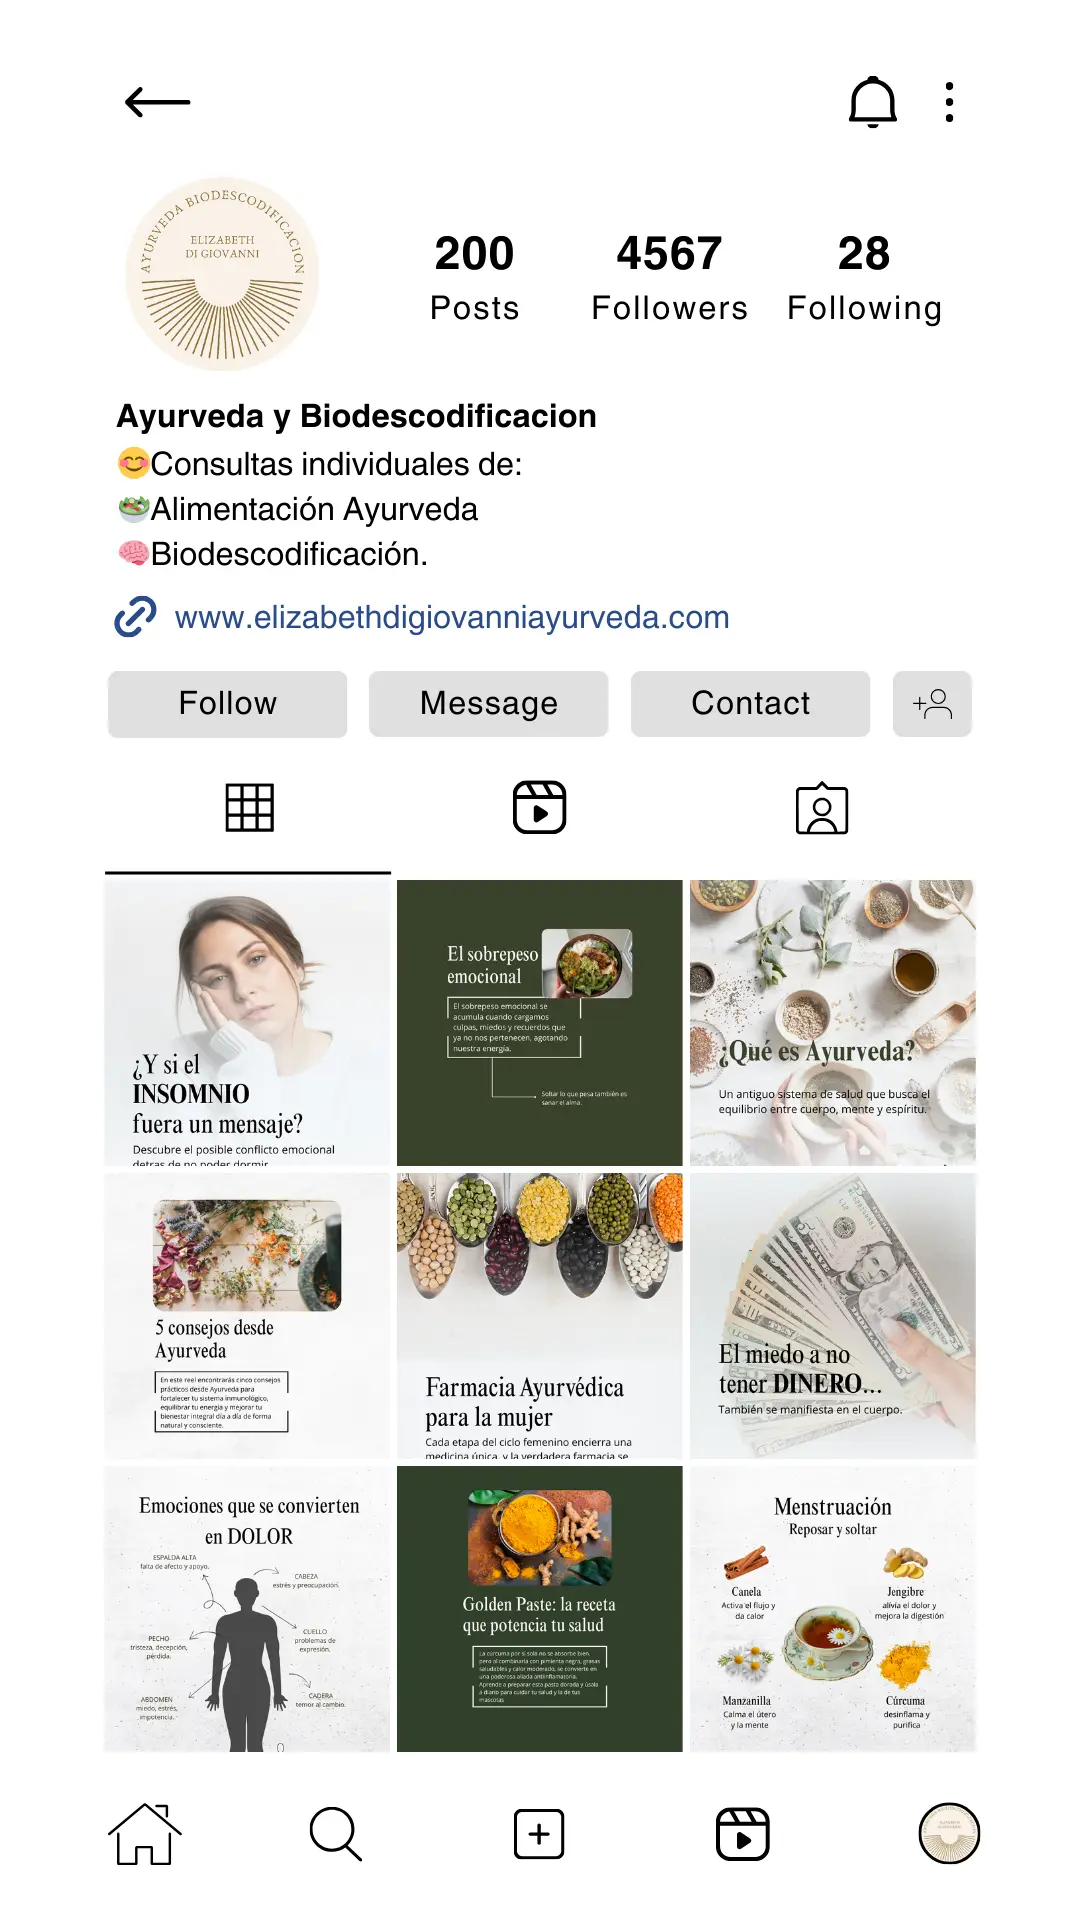 AYURVEDA BIODESCODIFICACION
ELIZABETH
DI GIOVANNI
200
Posts
4567
Followers
28
Following
Ayurveda y Biodescodificacion
😊Consultas individuales de:
🥗Alimentación Ayurveda
🧠Biodescodificación.
www.elizabethdigiovanniayurveda.com
Follow
Message
Contact
¿Y si el
INSOMNIO
fuera un mensaje?
Descubre el posible conflicto emocional
detras de no poder dormir
El sobrepeso
emocional
El sobrepeso emocional se
acumula cuando cargamos
culpas, miedos y recuerdos que
ya no nos pertenecen, agotando
nuestra energía.
Soltar lo que pesa también es
sanar el alma.
¿Qué es Ayurveda?
Un antiguo sistema de salud que busca el
equilibrio entre cuerpo, mente y espíritu.
5 consejos desde
Ayurveda
En este reel encontrarás cinco consejos
prácticos desde Ayurveda para
fortalecer tu sistema inmunológico,
equilibrar tu energía y mejorar tu
bienestar integral día a día de forma
natural y consciente.
Farmacia Ayurvédica
para la mujer
Cada etapa del ciclo femenino encierra una
medicina única, y la verdadera farmacia se
El miedo a no
tener DINERO...
También se manifiesta en el cuerpo.
Emociones que se convierten
en DOLOR
ESPALDA ALTA
falta de afecto y apoyo.
CABEZA
estrés y preocupación.
CUELLO
problemas de
expresión.
PECHO
tristeza, decepción,
pérdida.
CADERA
temor al cambio.
ABDOMEN
miedo, estrés,
impotencia.
Golden Paste: la receta
que potencia tu salud
La cúrcuma por sí sola no se absorbe bien,
pero al combinarla con pimienta negra, grasas
saludables y calor moderado, se convierte en
una poderosa aliada antiinflamatoria.
Aprende a preparar esta pasta dorada y úsala
a diario para cuidar tu salud y la de tus
mascotas
Menstruación
Reposar y soltar
Canela
Activa el flujo y
da calor
Jengibre
alivia el dolor y
mejora la digestión
Manzanilla
Calma el útero
y la mente
Cúrcuma
desinflama y
purifica